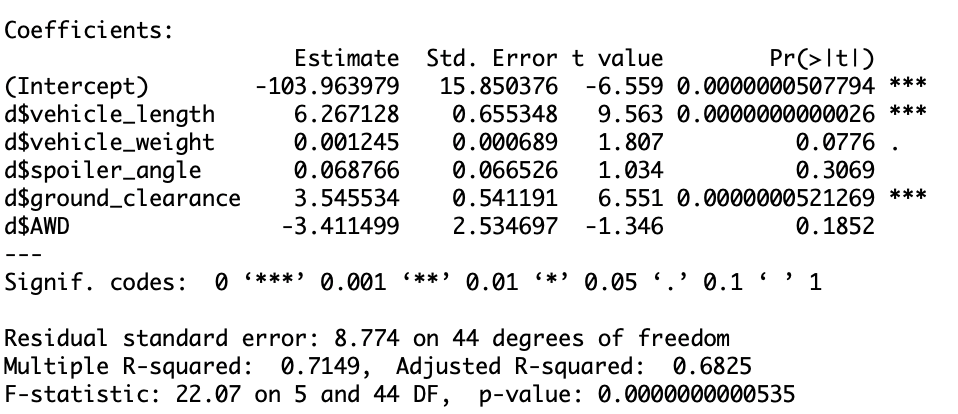 Coefficients:
                    Estimate  Std. Error t value        Pr(>|t|)
(Intercept)      -103.963979   15.850376  -6.559 0.0000000507794 ***
d$vehicle_length    6.267128    0.655348   9.563 0.0000000000026 ***
d$vehicle_weight    0.001245    0.000689   1.807          0.0776 .
d$spoiler_angle     0.068766    0.066526   1.034          0.3069
d$ground_clearance  3.545534    0.541191   6.551 0.0000000521269 ***
d$AWD              -3.411499    2.534697  -1.346          0.1852
---
Signif. codes:  0 ‘***’ 0.001 ‘**’ 0.01 ‘*’ 0.05 ‘.’ 0.1 ‘ ’ 1
Residual standard error: 8.774 on 44 degrees of freedom
Multiple R-squared:  0.7149, Adjusted R-squared:  0.6825
F-statistic: 22.07 on 5 and 44 DF,  p-value: 0.0000000000535